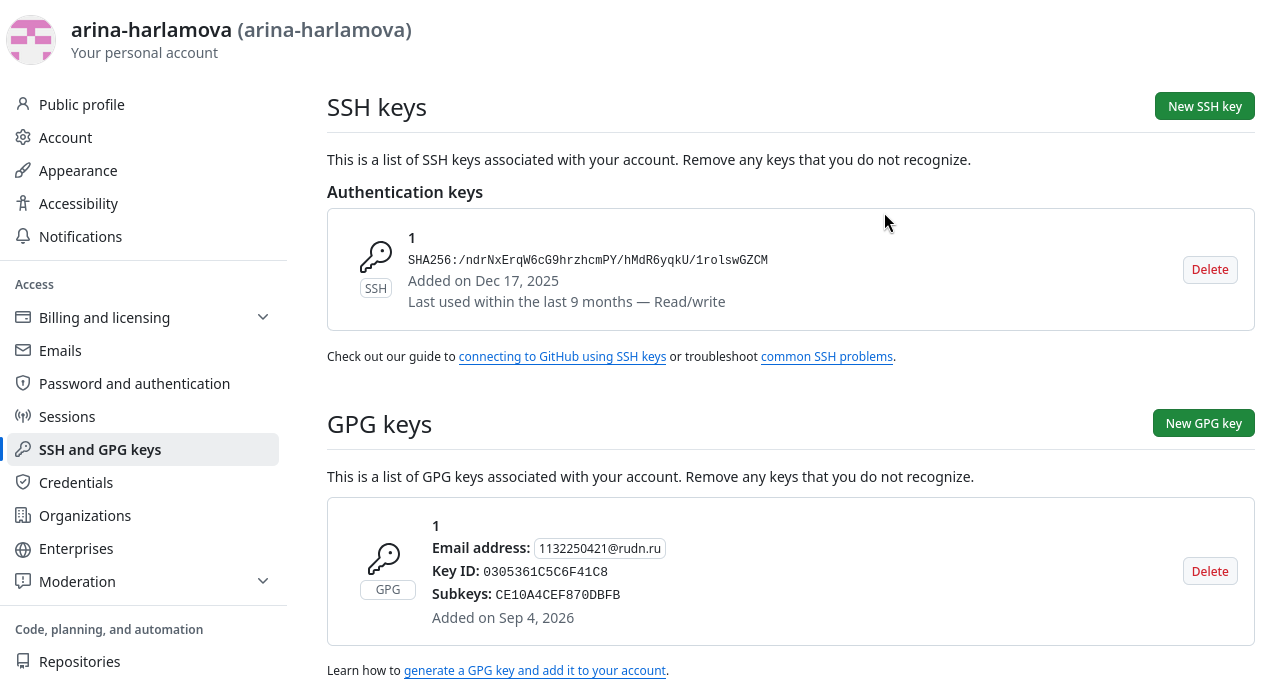 arina-harlamova (arina-harlamova)
Your personal account
Public profile
Account
Appearance
Accessibility
Notifications
Access
Billing and licensing
Emails
Password and authentication
Sessions
SSH and GPG keys
Credentials
Organizations
Enterprises
Moderation
Code, planning, and automation
Repositories
SSH keys
New SSH key
This is a list of SSH keys associated with your account. Remove any keys that you do not recognize.
Authentication keys
1
SHA256:/ndrNxErqW6cG9hrzhcmPY/hMdR6yqkU/1rolswGZCM
Added on Dec 17, 2025
Last used within the last 9 months — Read/write
SSH
Delete
Check out our guide to connecting to GitHub using SSH keys or troubleshoot common SSH problems.
GPG keys
New GPG key
This is a list of GPG keys associated with your account. Remove any keys that you do not recognize.
1
Email address: 1132250421@rudn.ru
Key ID: 0305361C5C6F41C8
Subkeys: CE10A4CEF870DBFB
Added on Sep 4, 2026
GPG
Delete
Learn how to generate a GPG key and add it to your account.